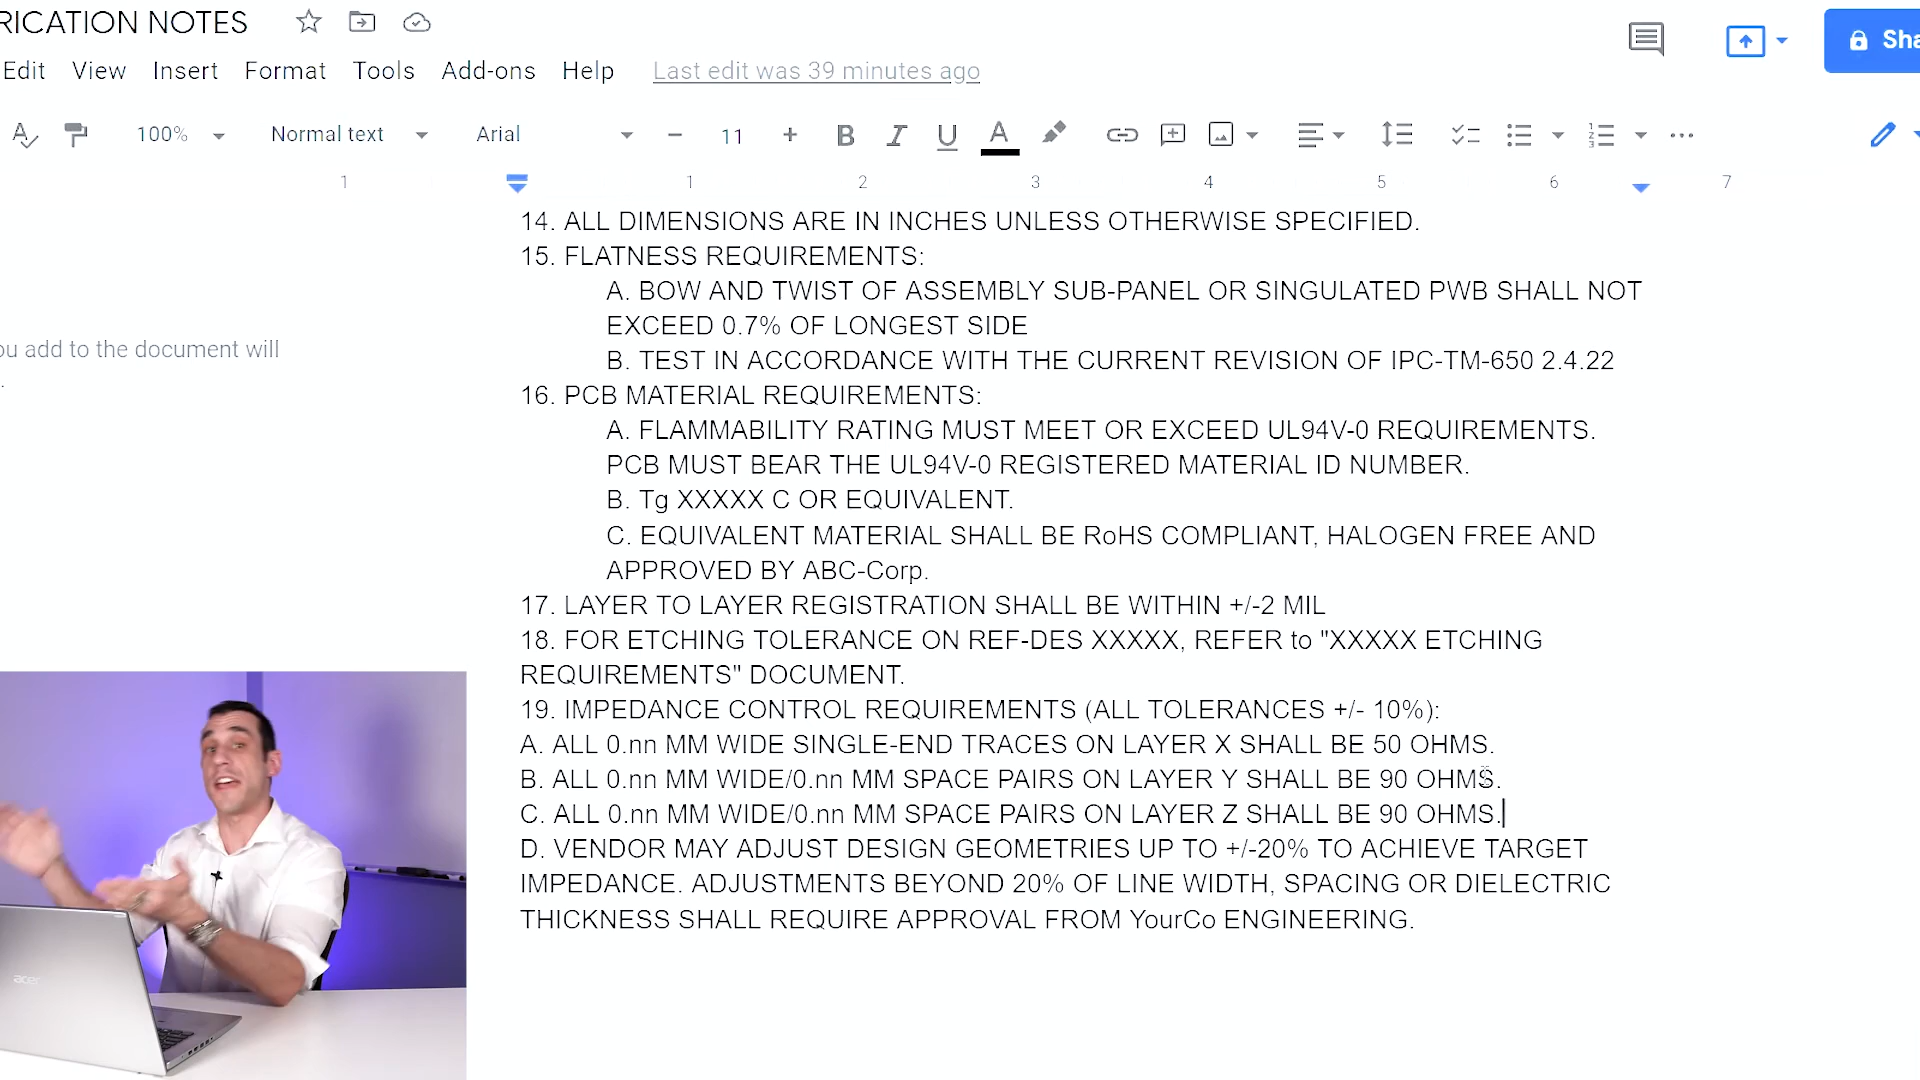 RICATION NOTES
Edit View Insert Format Tools Add-ons Help Last edit was 39 minutes ago
100% Normal text Arial 11
1 1 2 3 4 5 6 7
14. ALL DIMENSIONS ARE IN INCHES UNLESS OTHERWISE SPECIFIED.
15. FLATNESS REQUIREMENTS:
A. BOW AND TWIST OF ASSEMBLY SUB-PANEL OR SINGULATED PWB SHALL NOT
EXCEED 0.7% OF LONGEST SIDE
B. TEST IN ACCORDANCE WITH THE CURRENT REVISION OF IPC-TM-650 2.4.22
16. PCB MATERIAL REQUIREMENTS:
A. FLAMMABILITY RATING MUST MEET OR EXCEED UL94V-0 REQUIREMENTS.
PCB MUST BEAR THE UL94V-0 REGISTERED MATERIAL ID NUMBER.
B. Tg XXXXX C OR EQUIVALENT.
C. EQUIVALENT MATERIAL SHALL BE RoHS COMPLIANT, HALOGEN FREE AND
APPROVED BY ABC-Corp.
17. LAYER TO LAYER REGISTRATION SHALL BE WITHIN +/-2 MIL
18. FOR ETCHING TOLERANCE ON REF-DES XXXXX, REFER to "XXXXX ETCHING
REQUIREMENTS" DOCUMENT.
19. IMPEDANCE CONTROL REQUIREMENTS (ALL TOLERANCES +/- 10%):
A. ALL 0.nn MM WIDE SINGLE-END TRACES ON LAYER X SHALL BE 50 OHMS.
B. ALL 0.nn MM WIDE/0.nn MM SPACE PAIRS ON LAYER Y SHALL BE 90 OHMS.
C. ALL 0.nn MM WIDE/0.nn MM SPACE PAIRS ON LAYER Z SHALL BE 90 OHMS.
D. VENDOR MAY ADJUST DESIGN GEOMETRIES UP TO +/-20% TO ACHIEVE TARGET
IMPEDANCE. ADJUSTMENTS BEYOND 20% OF LINE WIDTH, SPACING OR DIELECTRIC
THICKNESS SHALL REQUIRE APPROVAL FROM YourCo ENGINEERING.
Sha
ou add to the document will
.
acer